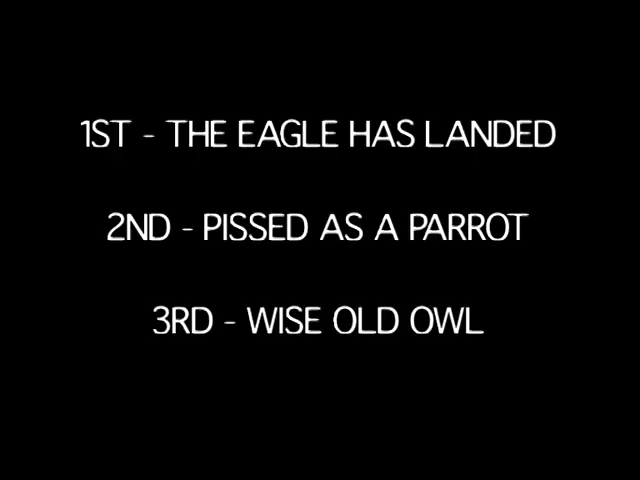 1ST - THE EAGLE HAS LANDED
2ND - PISSED AS A PARROT
3RD - WISE OLD OWL